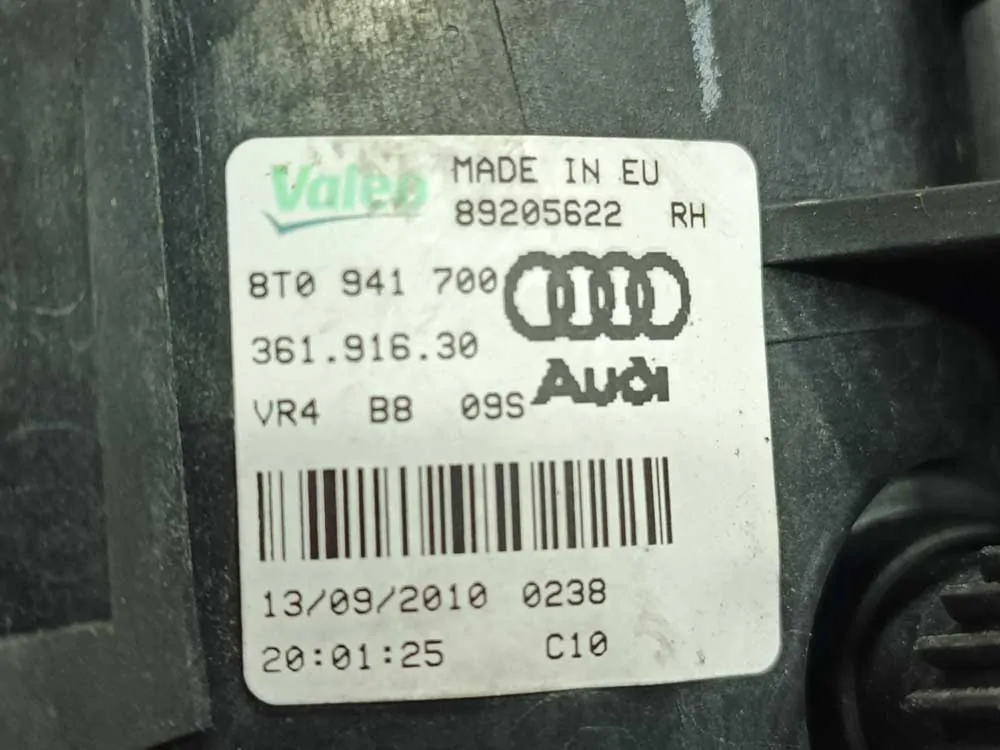 Valeo MADE IN EU
89205622 RH
8T0 941 700
361.916.30
Audi
VR4 B8 09S
13/09/2010 0238
20:01:25 C10